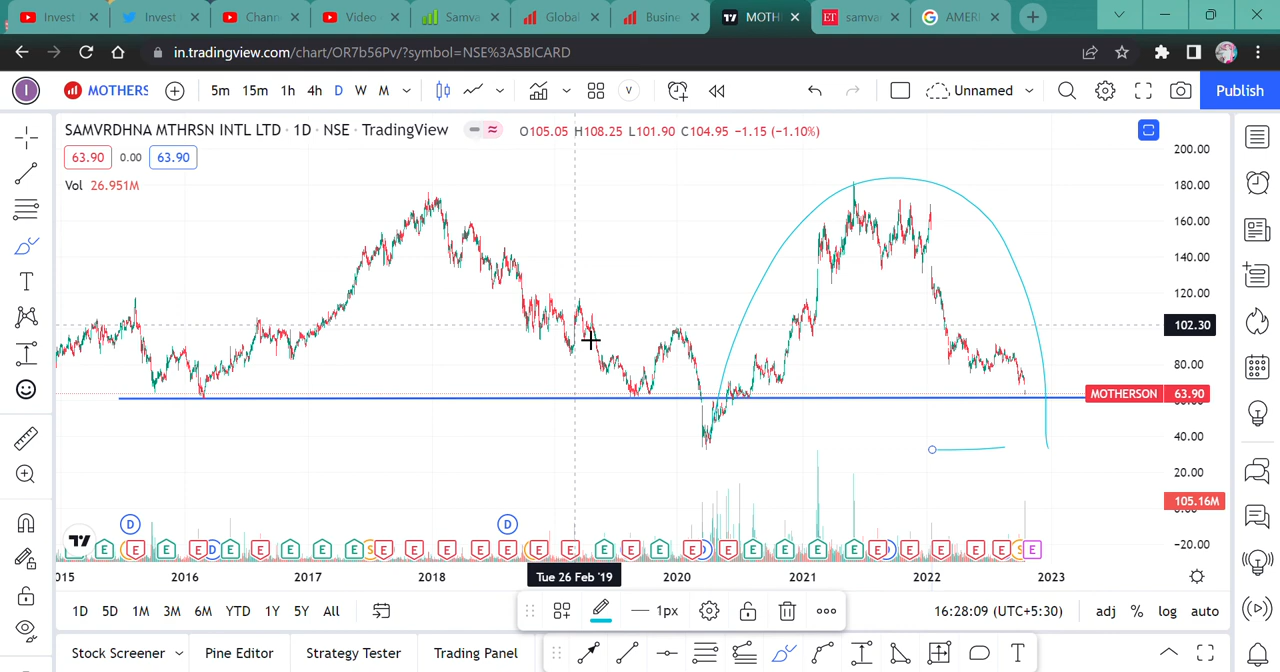 Invest
Invest
Chann
Video
Samva
Global
Busine
MOTH
samva
AMERI
in.tradingview.com/chart/OR7b56Pv/?symbol=NSE%3ASBICARD
I
MOTHERS
5m 15m 1h 4h D W M
V
Unnamed
Publish
SAMVRDHNA MTHRSN INTL LTD · 1D · NSE · TradingView
O105.05 H108.25 L101.90 C104.95 −1.15 (−1.10%)
63.90 0.00 63.90
Vol 26.951M
200.00
180.00
160.00
140.00
120.00
102.30
80.00
MOTHERSON 63.90
40.00
20.00
105.16M
−20.00
2015 2016 2017 2018 Tue 26 Feb '19 2020 2021 2022 2023
1D 5D 1M 3M 6M YTD 1Y 5Y All
1px
16:28:09 (UTC+5:30) adj % log auto
Stock Screener Pine Editor Strategy Tester Trading Panel